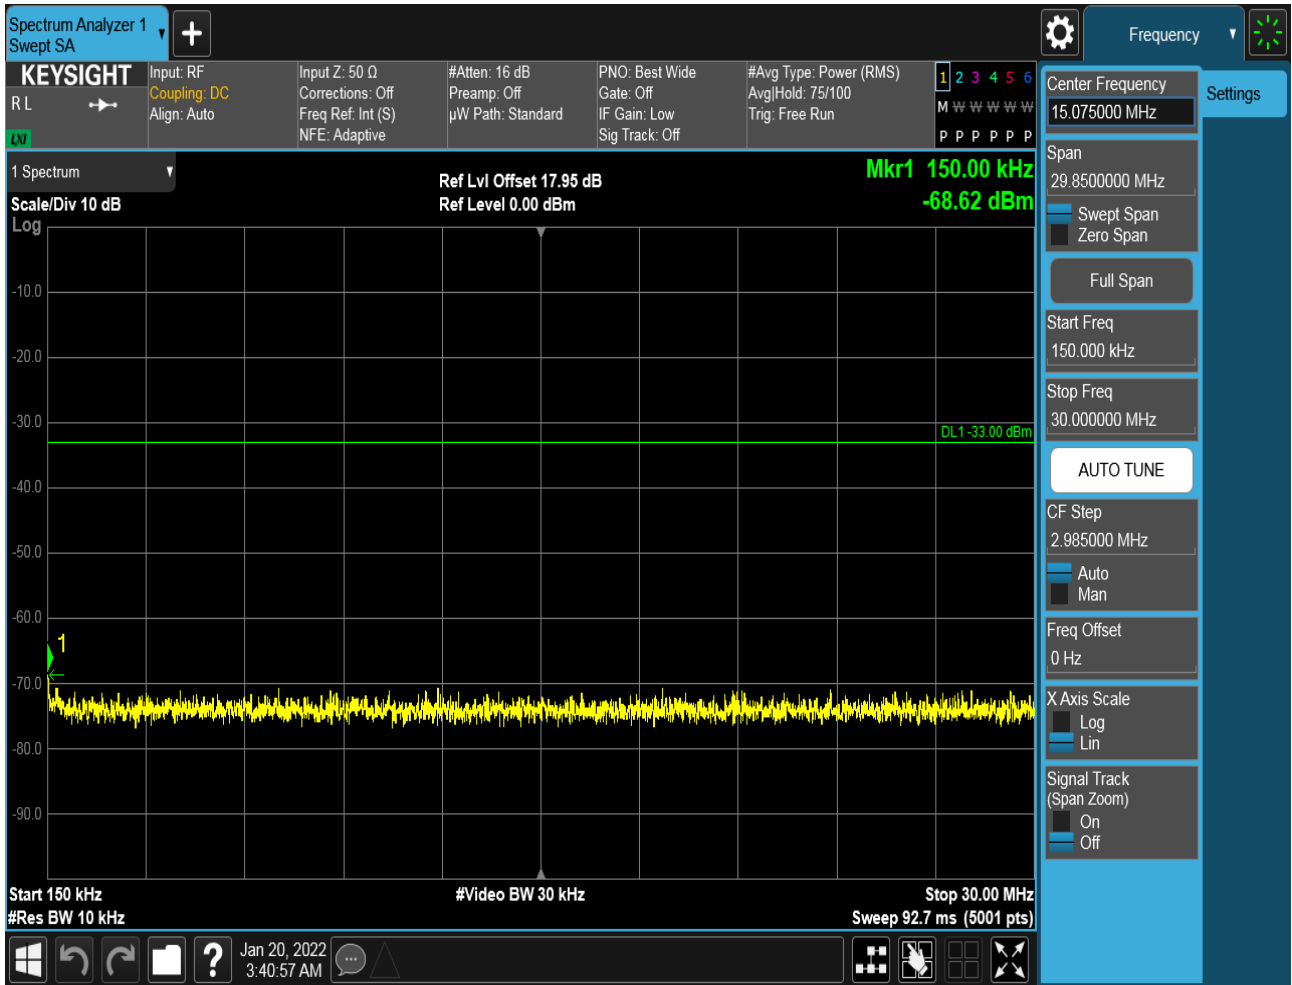 Spectrum Analyzer 1
Swept SA
Frequency
KEYSIGHT
R L
LXI
Input: RF
Coupling: DC
Align: Auto
Input Z: 50 Ω
Corrections: Off
Freq Ref: Int (S)
NFE: Adaptive
#Atten: 16 dB
Preamp: Off
µW Path: Standard
PNO: Best Wide
Gate: Off
IF Gain: Low
Sig Track: Off
#Avg Type: Power (RMS)
Avg|Hold: 75/100
Trig: Free Run
1 2 3 4 5 6
M W W W W W
P P P P P P
1 Spectrum
Scale/Div 10 dB
Log
Ref Lvl Offset 17.95 dB
Ref Level 0.00 dBm
Mkr1 150.00 kHz
-68.62 dBm
-10.0
-20.0
-30.0
DL1 -33.00 dBm
-40.0
-50.0
-60.0
1
-70.0
-80.0
-90.0
Start 150 kHz
#Video BW 30 kHz
Stop 30.00 MHz
#Res BW 10 kHz
Sweep 92.7 ms (5001 pts)
Center Frequency
15.075000 MHz
Settings
Span
29.8500000 MHz
Swept Span
Zero Span
Full Span
Start Freq
150.000 kHz
Stop Freq
30.000000 MHz
AUTO TUNE
CF Step
2.985000 MHz
Auto
Man
Freq Offset
0 Hz
X Axis Scale
Log
Lin
Signal Track
(Span Zoom)
On
Off
?
Jan 20, 2022
3:40:57 AM